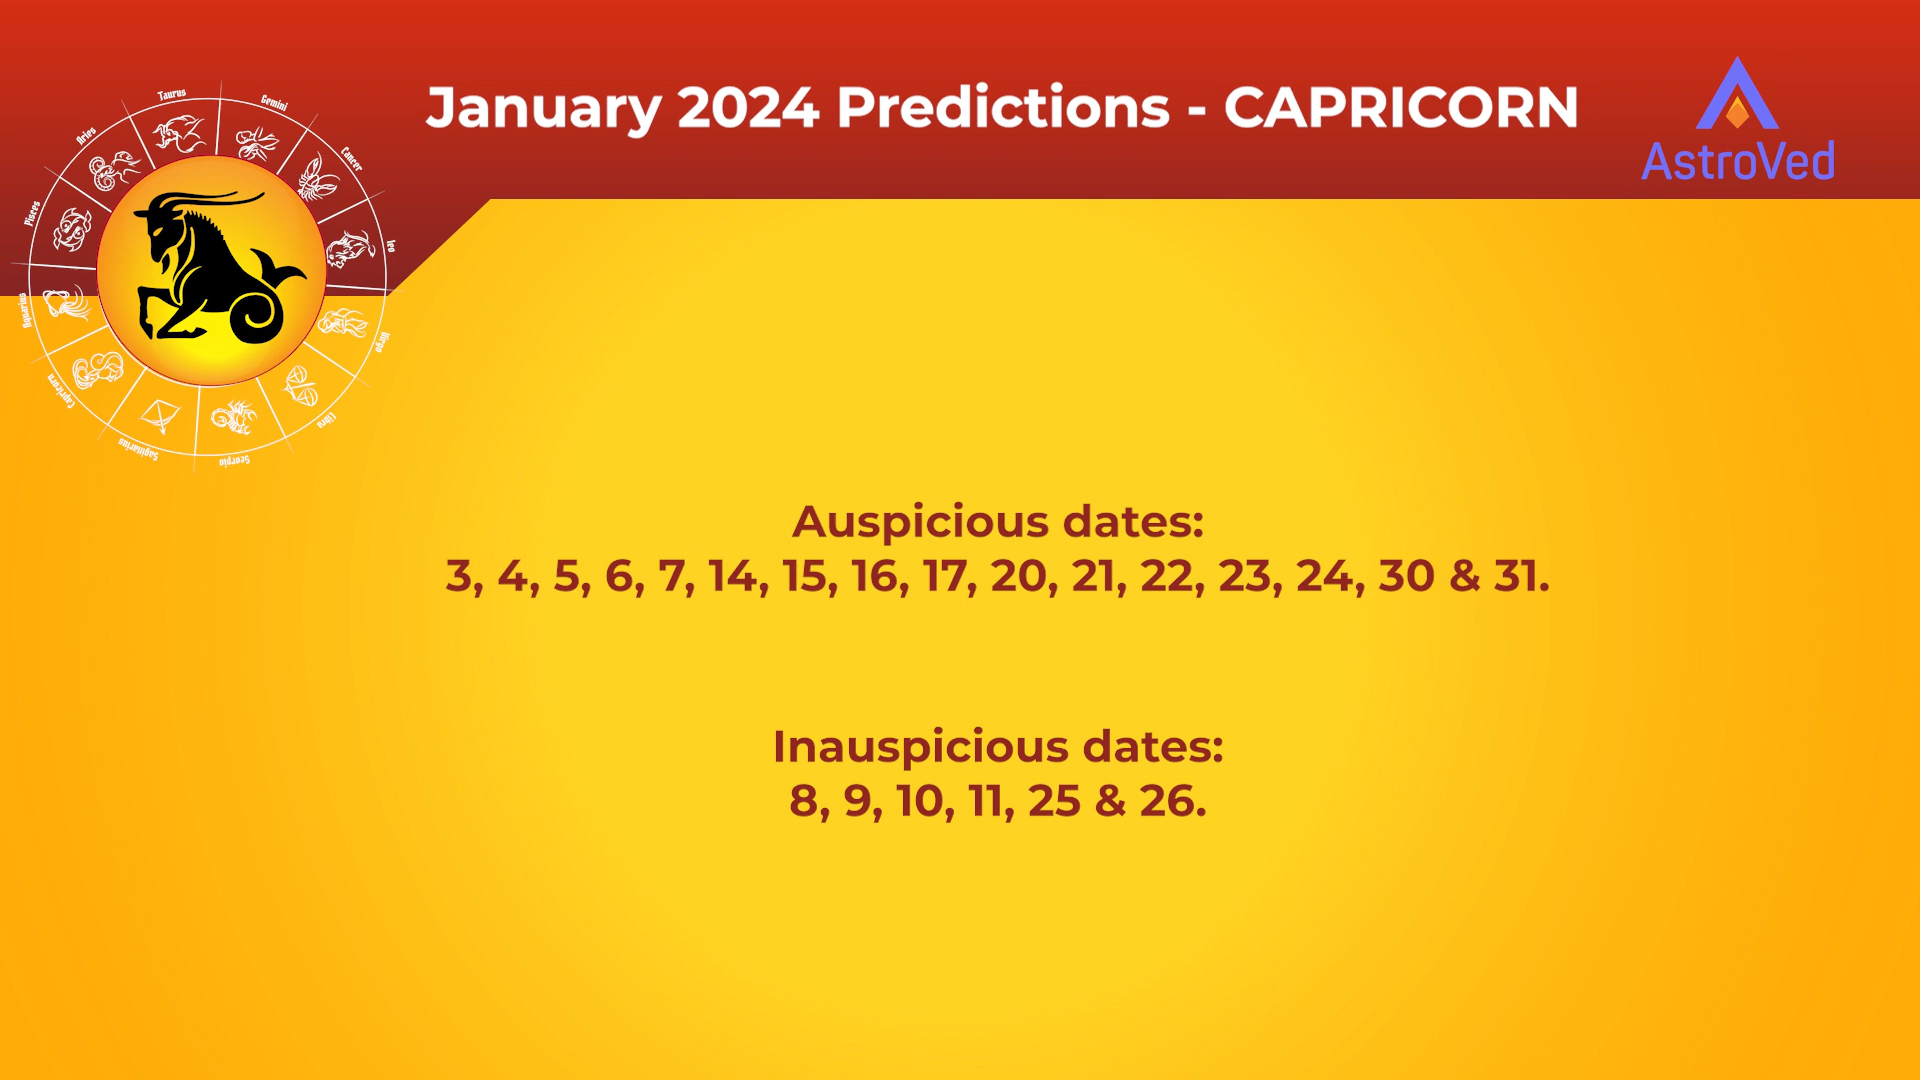 January 2024 Predictions - CAPRICORN
AstroVed
Taurus
Gemini
Aries
Cancer
Pisces
leo
Aquarius
Virgo
Capricorn
Libra
Sagittarius
Scorpio
Auspicious dates:
3, 4, 5, 6, 7, 14, 15, 16, 17, 20, 21, 22, 23, 24, 30 & 31.
Inauspicious dates:
8, 9, 10, 11, 25 & 26.